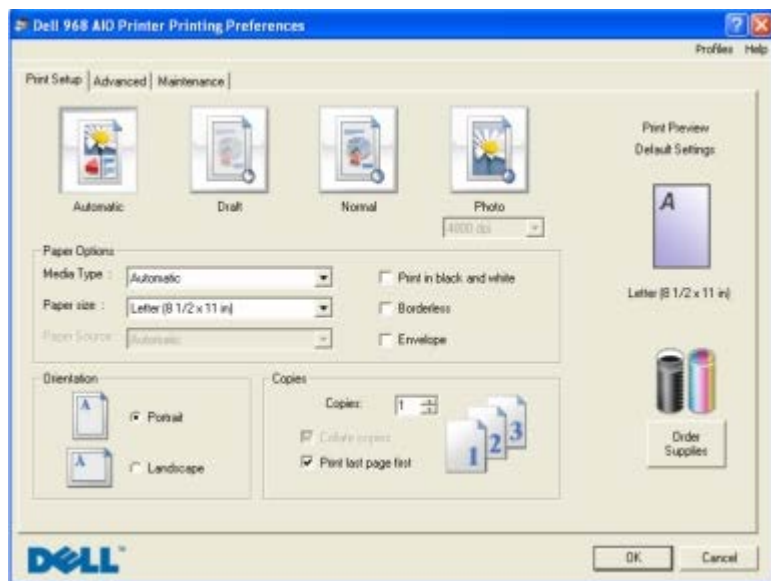 Dell 968 AIO Printer Printing Preferences
Profiles Help
Print Setup Advanced Maintenance
Automatic Draft Normal Photo
4800 dpi
Print Preview
Default Settings
A
Letter (8 1/2 x 11 in)
Paper Options
Media Type : Automatic
Print in black and white
Paper size : Letter (8 1/2 x 11 in)
Borderless
Paper Source : Automatic
Envelope
Orientation
A Portrait
A Landscape
Copies
Copies: 1
Collate copies
Print last page first
1 2 3
Order
Supplies
DELL™
OK Cancel